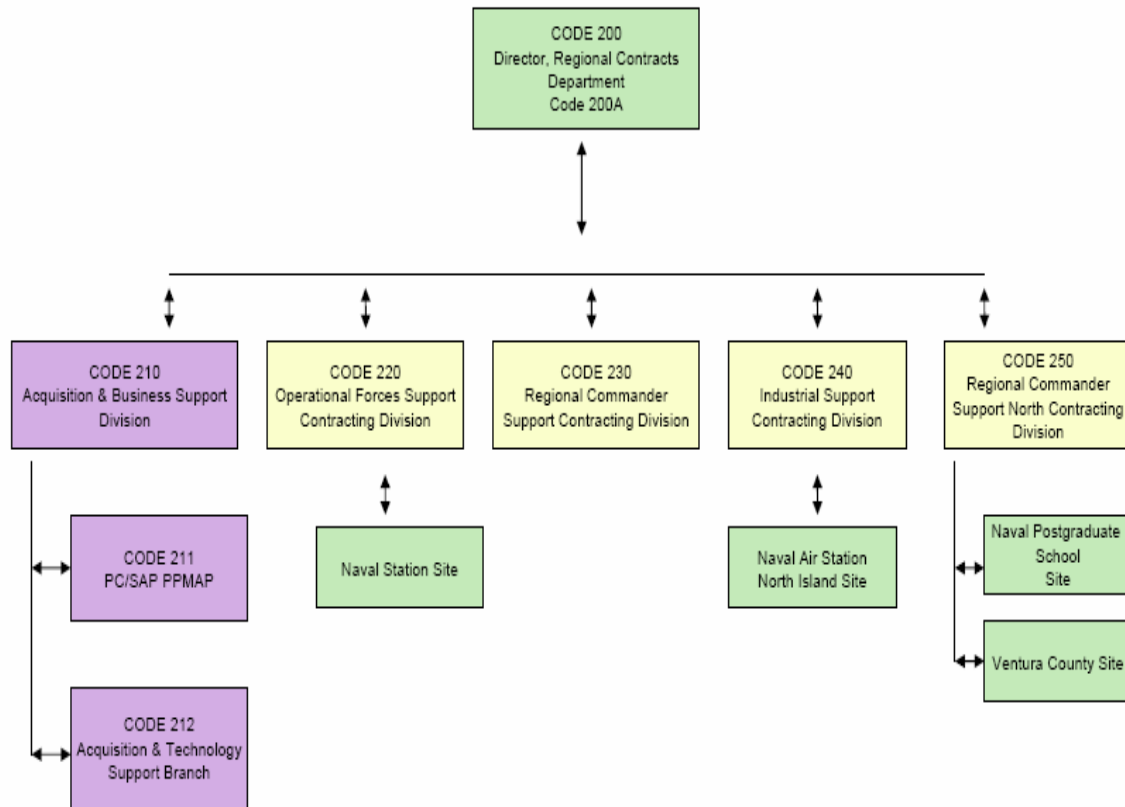 CODE 200
Director, Regional Contracts
Department
Code 200A
CODE 210
Acquisition & Business Support
Division
CODE 220
Operational Forces Support
Contracting Division
CODE 230
Regional Commander
Support Contracting Division
CODE 240
Industrial Support
Contracting Division
CODE 250
Regional Commander
Support North Contracting
Division
CODE 211
PC/SAP PPMAP
Naval Station Site
Naval Air Station
North Island Site
Naval Postgraduate
School
Site
Ventura County Site
CODE 212
Acquisition & Technology
Support Branch